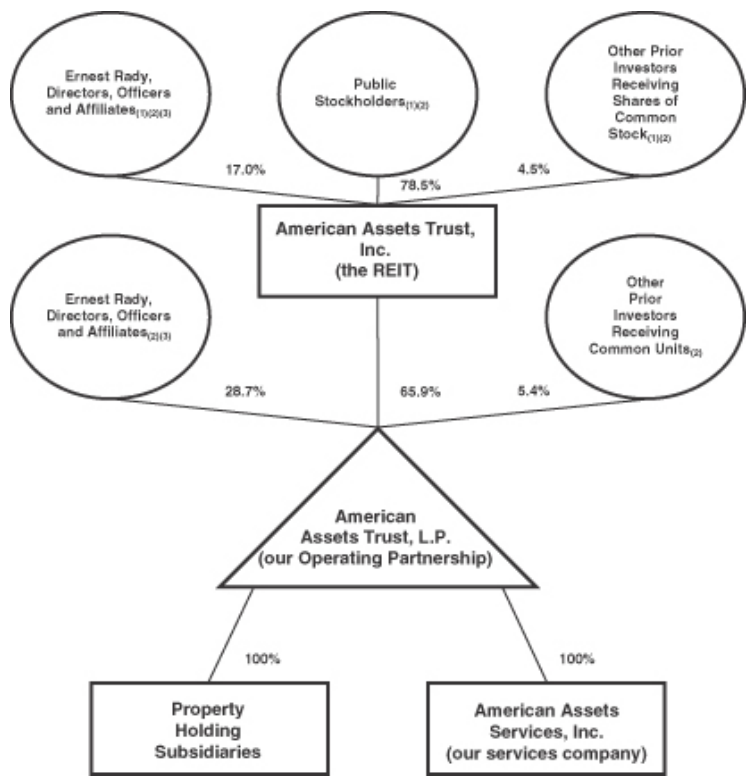 Ernest Rady,
Directors, Officers
and Affiliates(1)(2)(3)
Public
Stockholders(1)(2)
Other Prior
Investors
Receiving
Shares of
Common
Stock(1)(2)
17.0%
78.5%
4.5%
American Assets Trust,
Inc.
(the REIT)
Ernest Rady,
Directors, Officers
and Affiliates(2)(3)
Other
Prior
Investors
Receiving
Common Units(2)
28.7%
65.9%
5.4%
American
Assets Trust, L.P.
(our Operating Partnership)
100%
100%
Property
Holding
Subsidiaries
American Assets
Services, Inc.
(our services company)